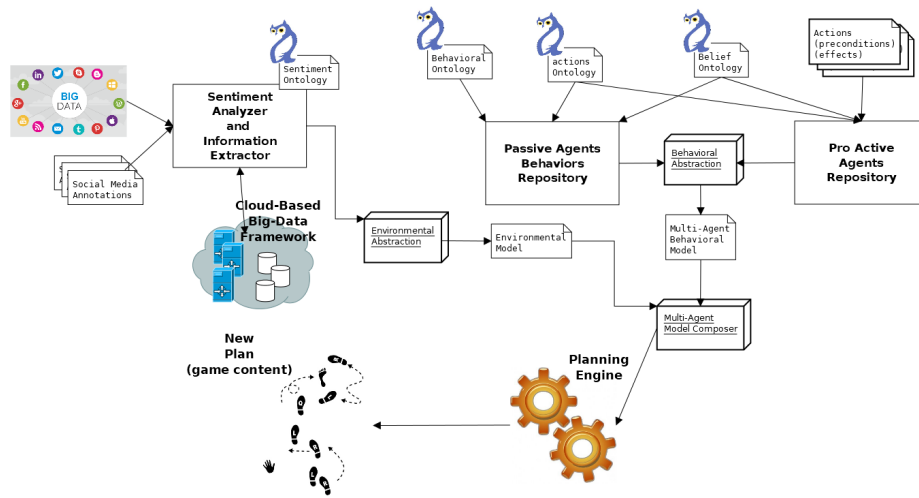 BIG
DATA
Sentiment
Ontology
Sentiment
Analyzer
and
Information
Extractor
Social Media
Annotations
Cloud-Based
Big-Data
Framework
Behavioral
Ontology
actions
Ontology
Belief
Ontology
Actions
(preconditions)
(effects)
Passive Agents
Behaviors
Repository
Behavioral
Abstraction
Pro Active
Agents
Repository
Environmental
Abstraction
Environmental
Model
Multi-Agent
Behavioral
Model
Multi-Agent
Model Composer
New
Plan
(game content)
Planning
Engine